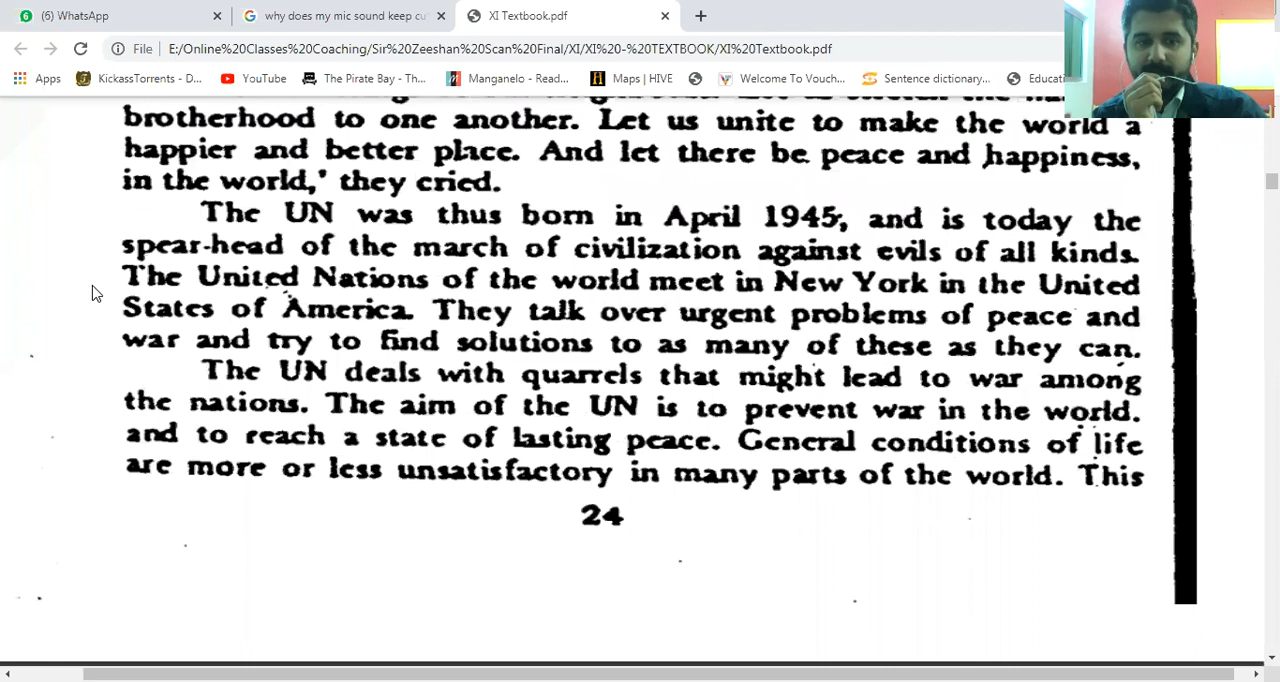 (6) WhatsApp
why does my mic sound keep cu
XI Textbook.pdf
File
E:/Online%20Classes%20Coaching/Sir%20Zeeshan%20Scan%20Final/XI/XI%20-%20TEXTBOOK/XI%20Textbook.pdf
Apps
KickassTorrents - D...
YouTube
The Pirate Bay - Th...
Manganelo - Read...
Maps | HIVE
Welcome To Vouch...
Sentence dictionary...
Educati
brotherhood to one another. Let us unite to make the world a
happier and better place. And let there be peace and happiness,
in the world,' they cried.
The UN was thus born in April 1945, and is today the
spear-head of the march of civilization against evils of all kinds.
The United Nations of the world meet in New York in the United
States of America. They talk over urgent problems of peace and
war and try to find solutions to as many of these as they can.
The UN deals with quarrels that might lead to war among
the nations. The aim of the UN is to prevent war in the world.
and to reach a state of lasting peace. General conditions of life
are more or less unsatisfactory in many parts of the world. This
24